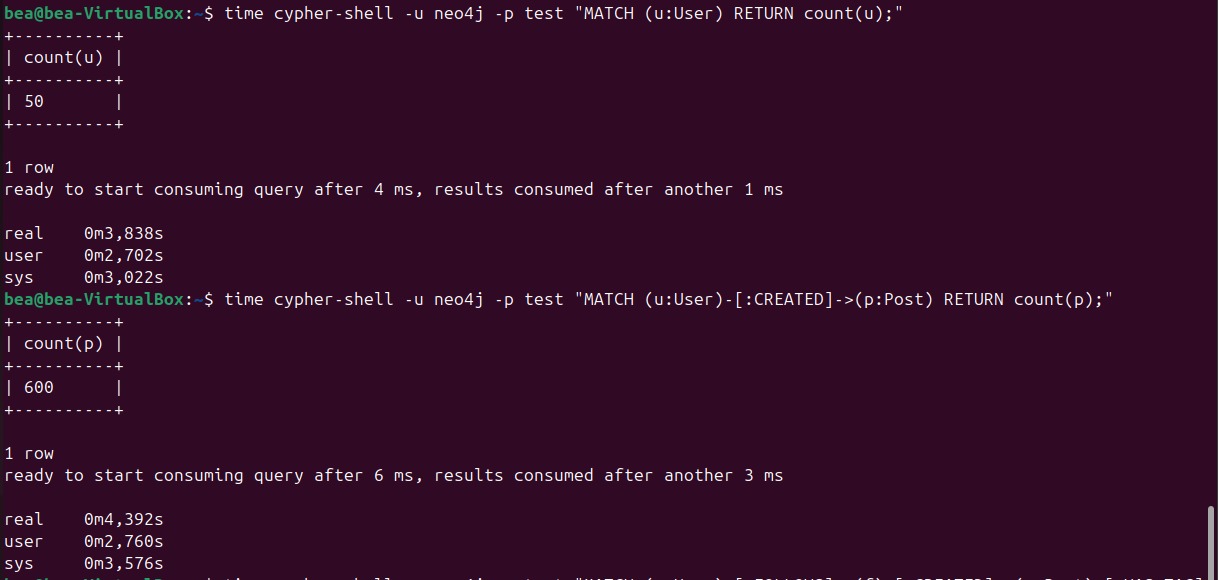 bea@bea-VirtualBox:~$ time cypher-shell -u neo4j -p test "MATCH (u:User) RETURN count(u);"
+----------+
| count(u) |
+----------+
| 50       |
+----------+
1 row
ready to start consuming query after 4 ms, results consumed after another 1 ms
real    0m3,838s
user    0m2,702s
sys     0m3,022s
bea@bea-VirtualBox:~$ time cypher-shell -u neo4j -p test "MATCH (u:User)-[:CREATED]->(p:Post) RETURN count(p);"
+----------+
| count(p) |
+----------+
| 600      |
+----------+
1 row
ready to start consuming query after 6 ms, results consumed after another 3 ms
real    0m4,392s
user    0m2,760s
sys     0m3,576s